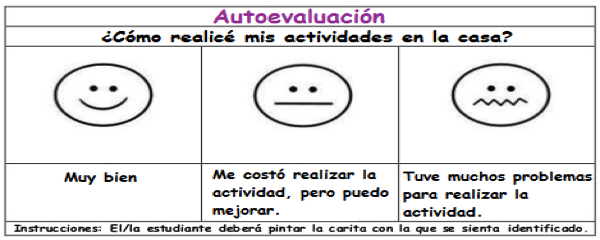 Autoevaluación
¿Cómo realicé mis actividades en la casa?
Muy bien
Me costó realizar la
actividad, pero puedo
mejorar.
Tuve muchos problemas
para realizar la
actividad.
Instrucciones: El/la estudiante deberá pintar la carita con la que se sienta identificado.